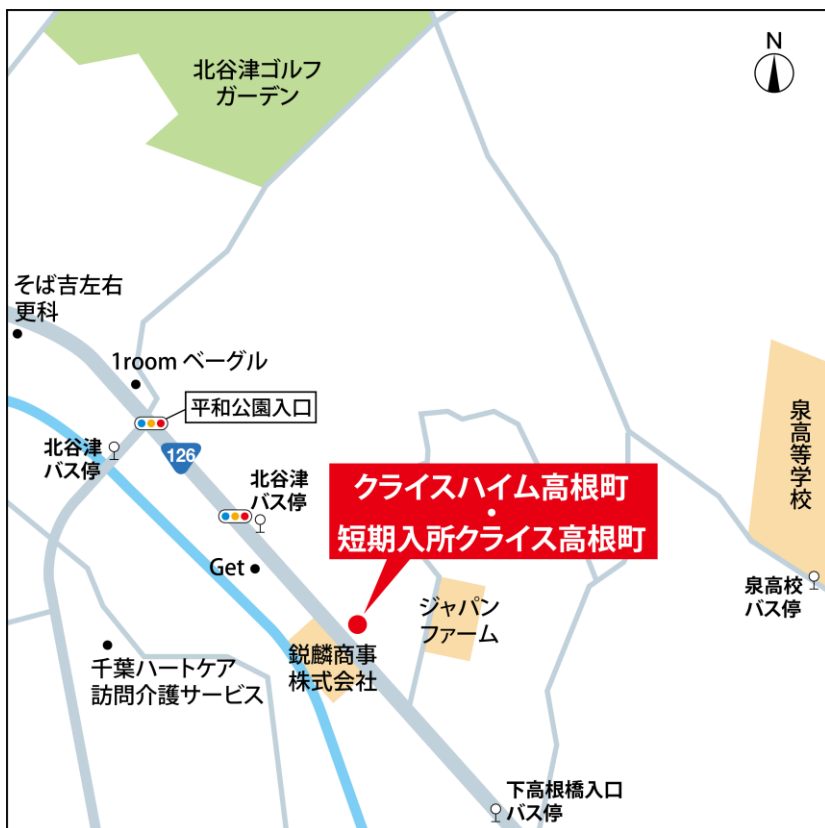 北谷津ゴルフ
ガーデン
N
そば吉左右
更科
1room ベーグル
平和公園入口
北谷津
バス停
126
北谷津
バス停
クライスハイム高根町
・
短期入所クライス高根町
泉高等学校
Get
泉高校
バス停
ジャパン
ファーム
鋭麟商事
株式会社
千葉ハートケア
訪問介護サービス
下高根橋入口
バス停